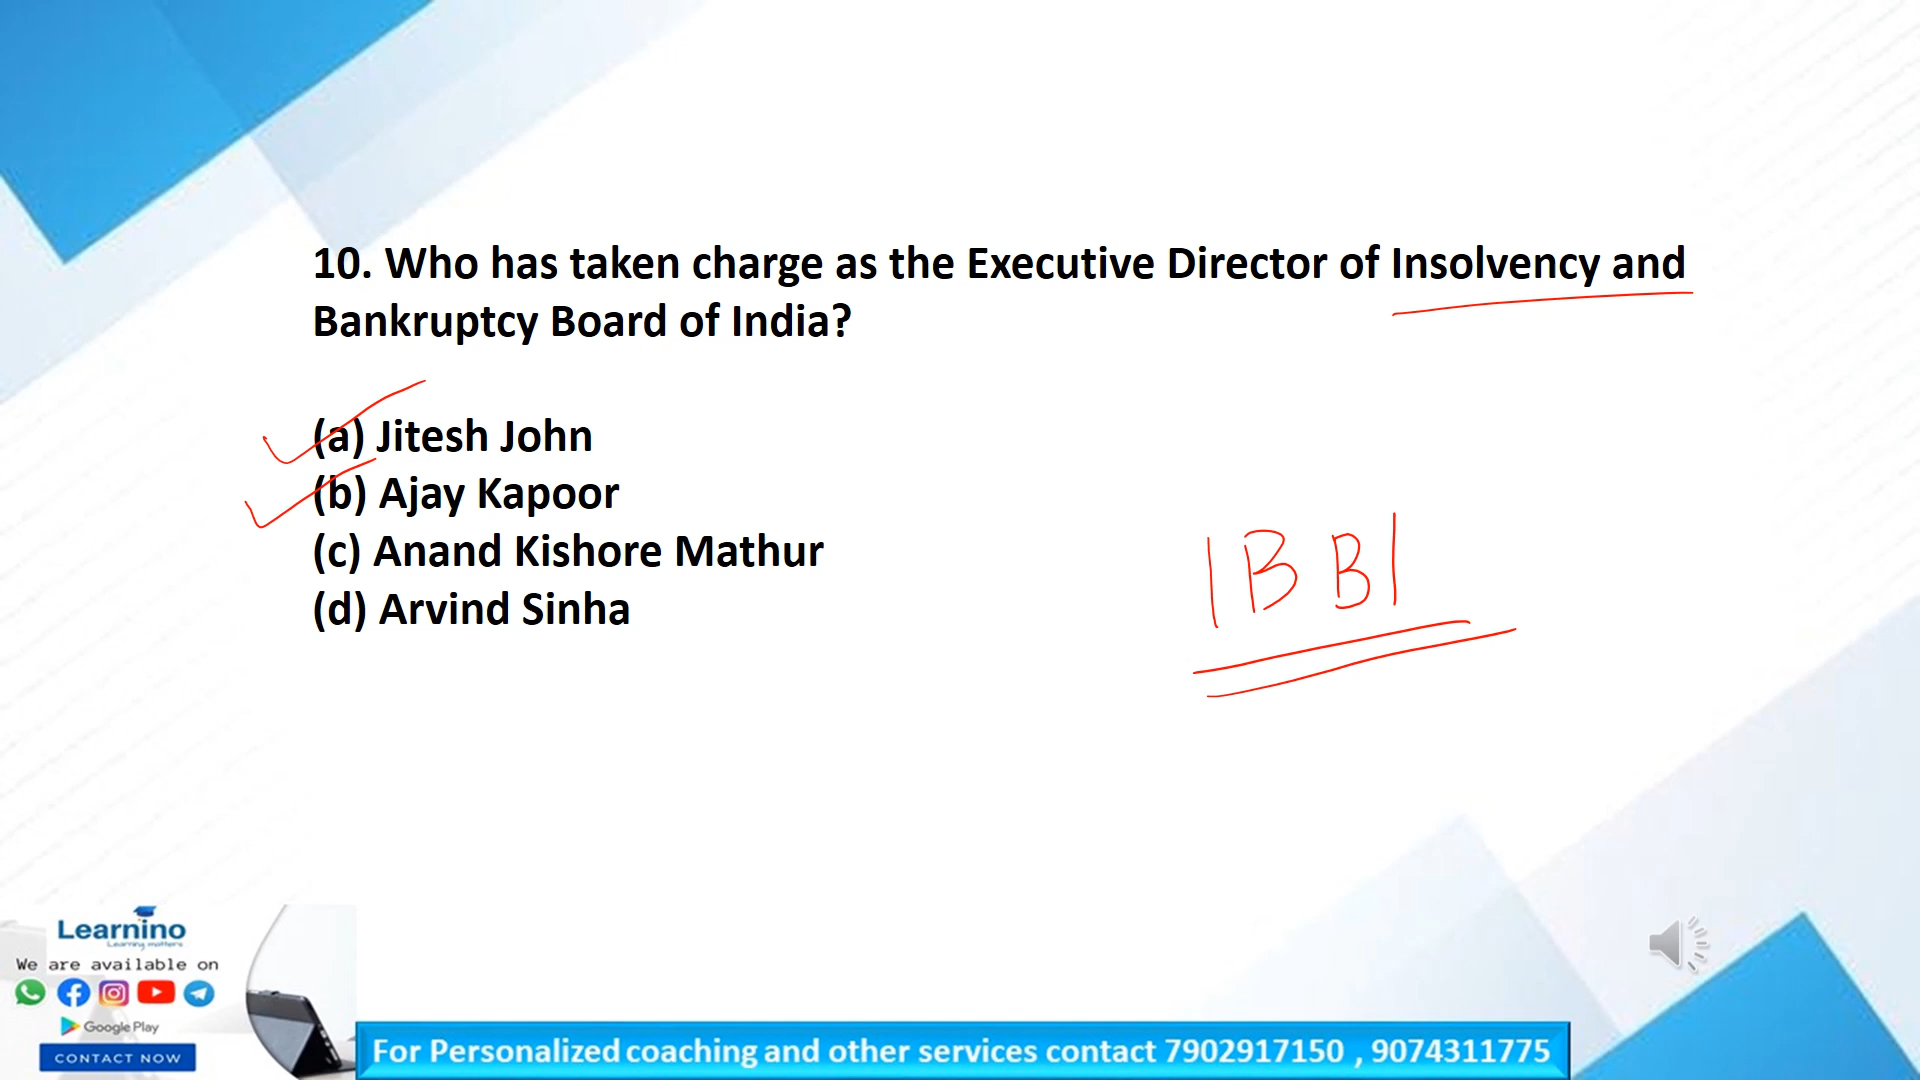 10. Who has taken charge as the Executive Director of Insolvency and
Bankruptcy Board of India?
(a) Jitesh John
(b) Ajay Kapoor
(c) Anand Kishore Mathur
(d) Arvind Sinha
IBBI
Learnino
Learning matters
We are available on
Google Play
CONTACT NOW
For Personalized coaching and other services contact 7902917150 , 9074311775